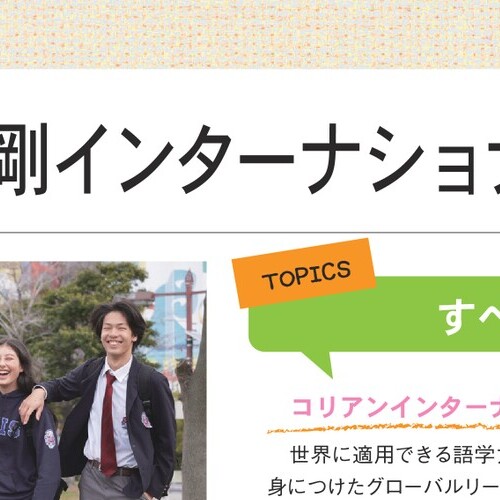 剛インターナショ
TOPICS
すべ
コリアンインターナ
世界に適用できる語学
身につけたグローバルリー